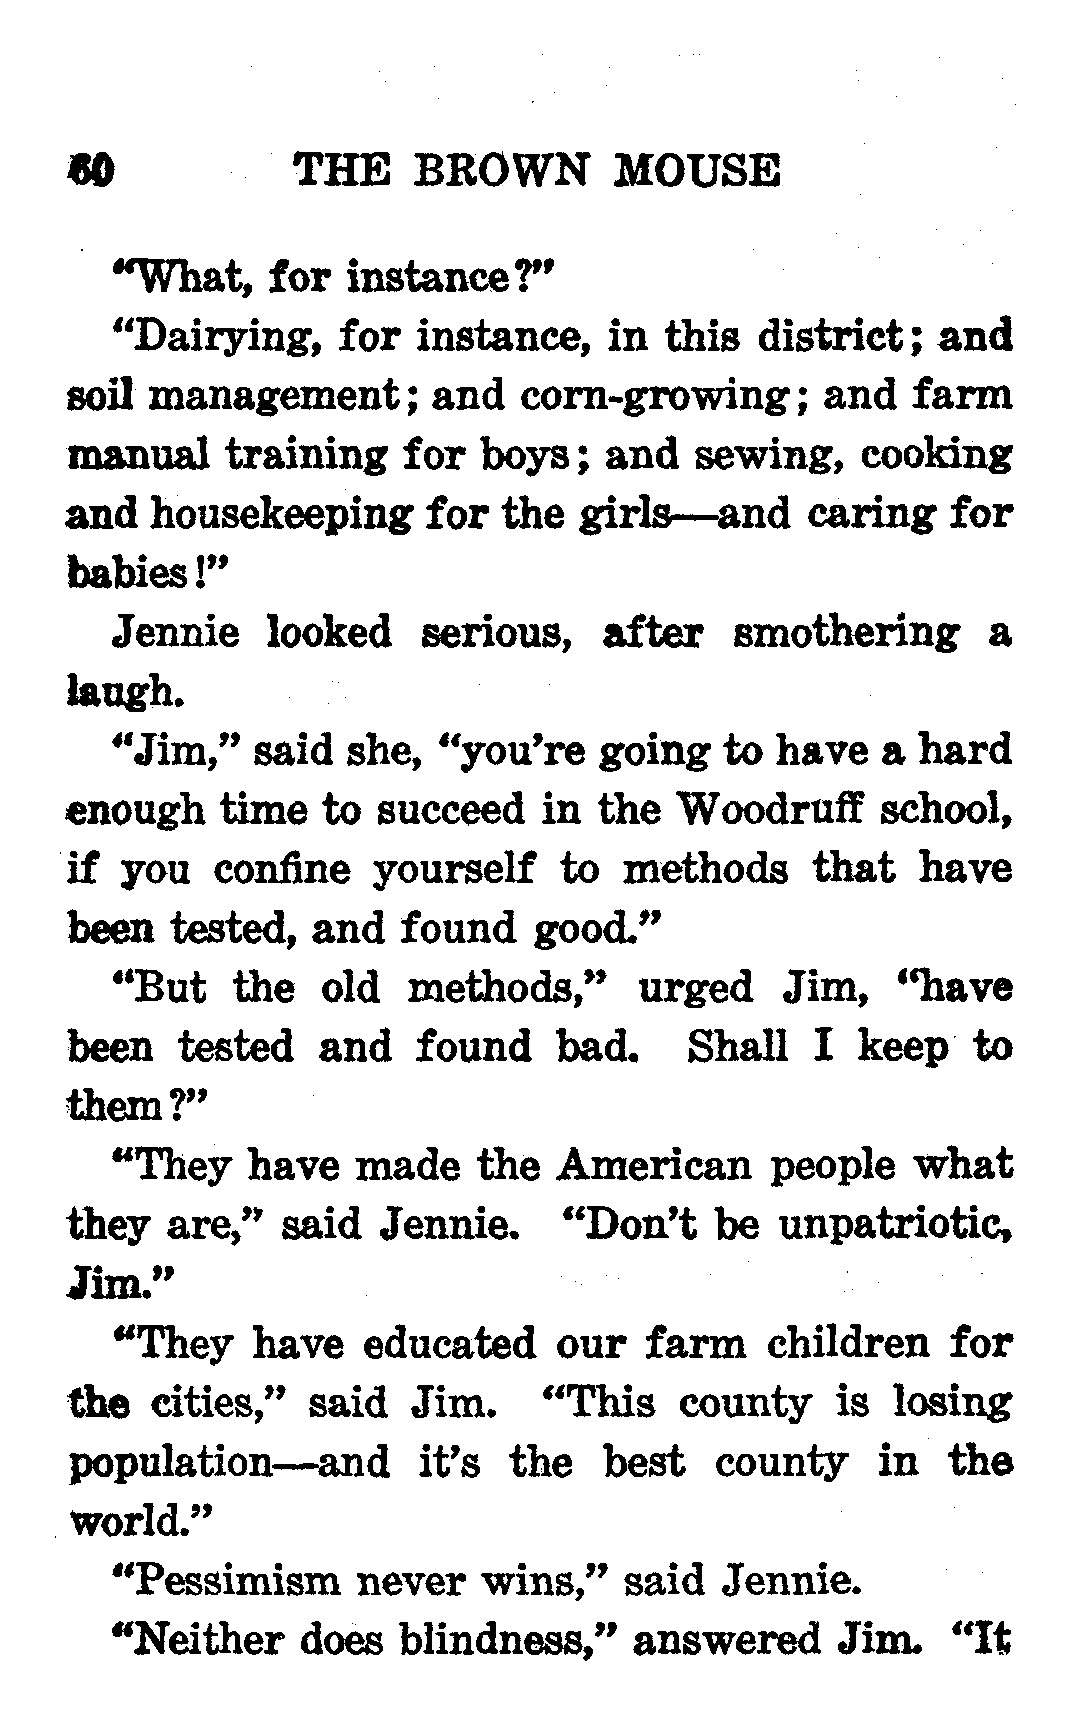 60 THE BROWN MOUSE
“What, for instance?”
“Dairying, for instance, in this district; and
soil management; and corn-growing; and farm
manual training for boys; and sewing, cooking
and housekeeping for the girls—and caring for
babies!”
Jennie looked serious, after smothering a
laugh.
“Jim,” said she, “you’re going to have a hard
enough time to succeed in the Woodruff school,
if you confine yourself to methods that have
been tested, and found good.”
“But the old methods,” urged Jim, “have
been tested and found bad. Shall I keep to
them?”
“They have made the American people what
they are,” said Jennie. “Don’t be unpatriotic,
Jim.”
“They have educated our farm children for
the cities,” said Jim. “This county is losing
population—and it’s the best county in the
world.”
“Pessimism never wins,” said Jennie.
“Neither does blindness,” answered Jim. “It